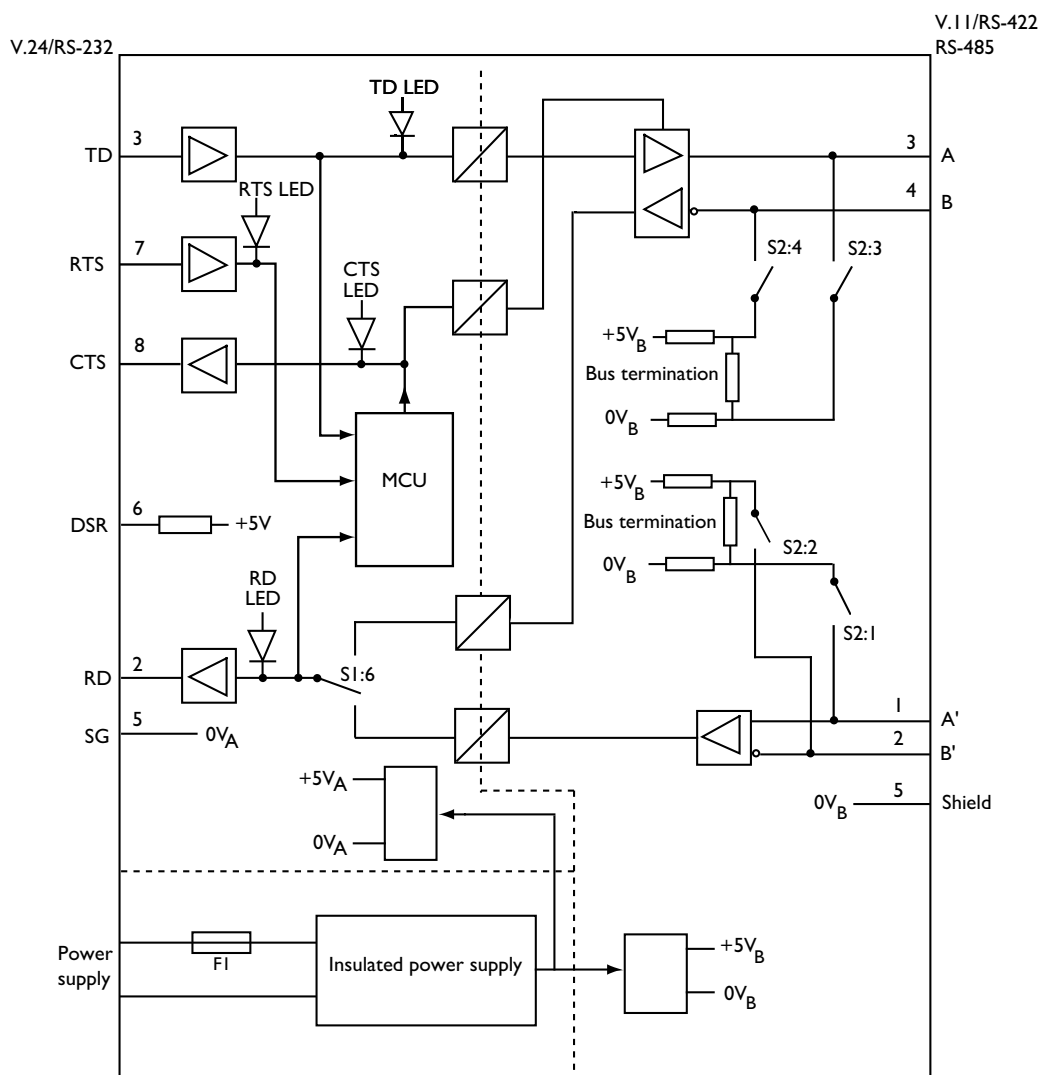 V.24/RS-232
V.11/RS-422
RS-485
TD LED
3
TD
3
A
4
B
RTS LED
7
RTS
S2:4
S2:3
CTS
LED
8
CTS
+5VB
Bus termination
0VB
MCU
+5VB
Bus termination
0VB
S2:2
S2:1
6
DSR
+5V
RD
LED
2
RD
S1:6
5
SG
0VA
1
A'
2
B'
+5VA
0VA
0VB
5
Shield
Power
supply
F1
Insulated power supply
+5VB
0VB